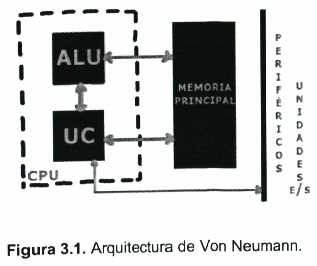 ALU
UC
CPU
MEMORIA
PRINCIPAL
PERIFÉRICOS
UNIDADES
E/S
Figura 3.1. Arquitectura de Von Neumann.